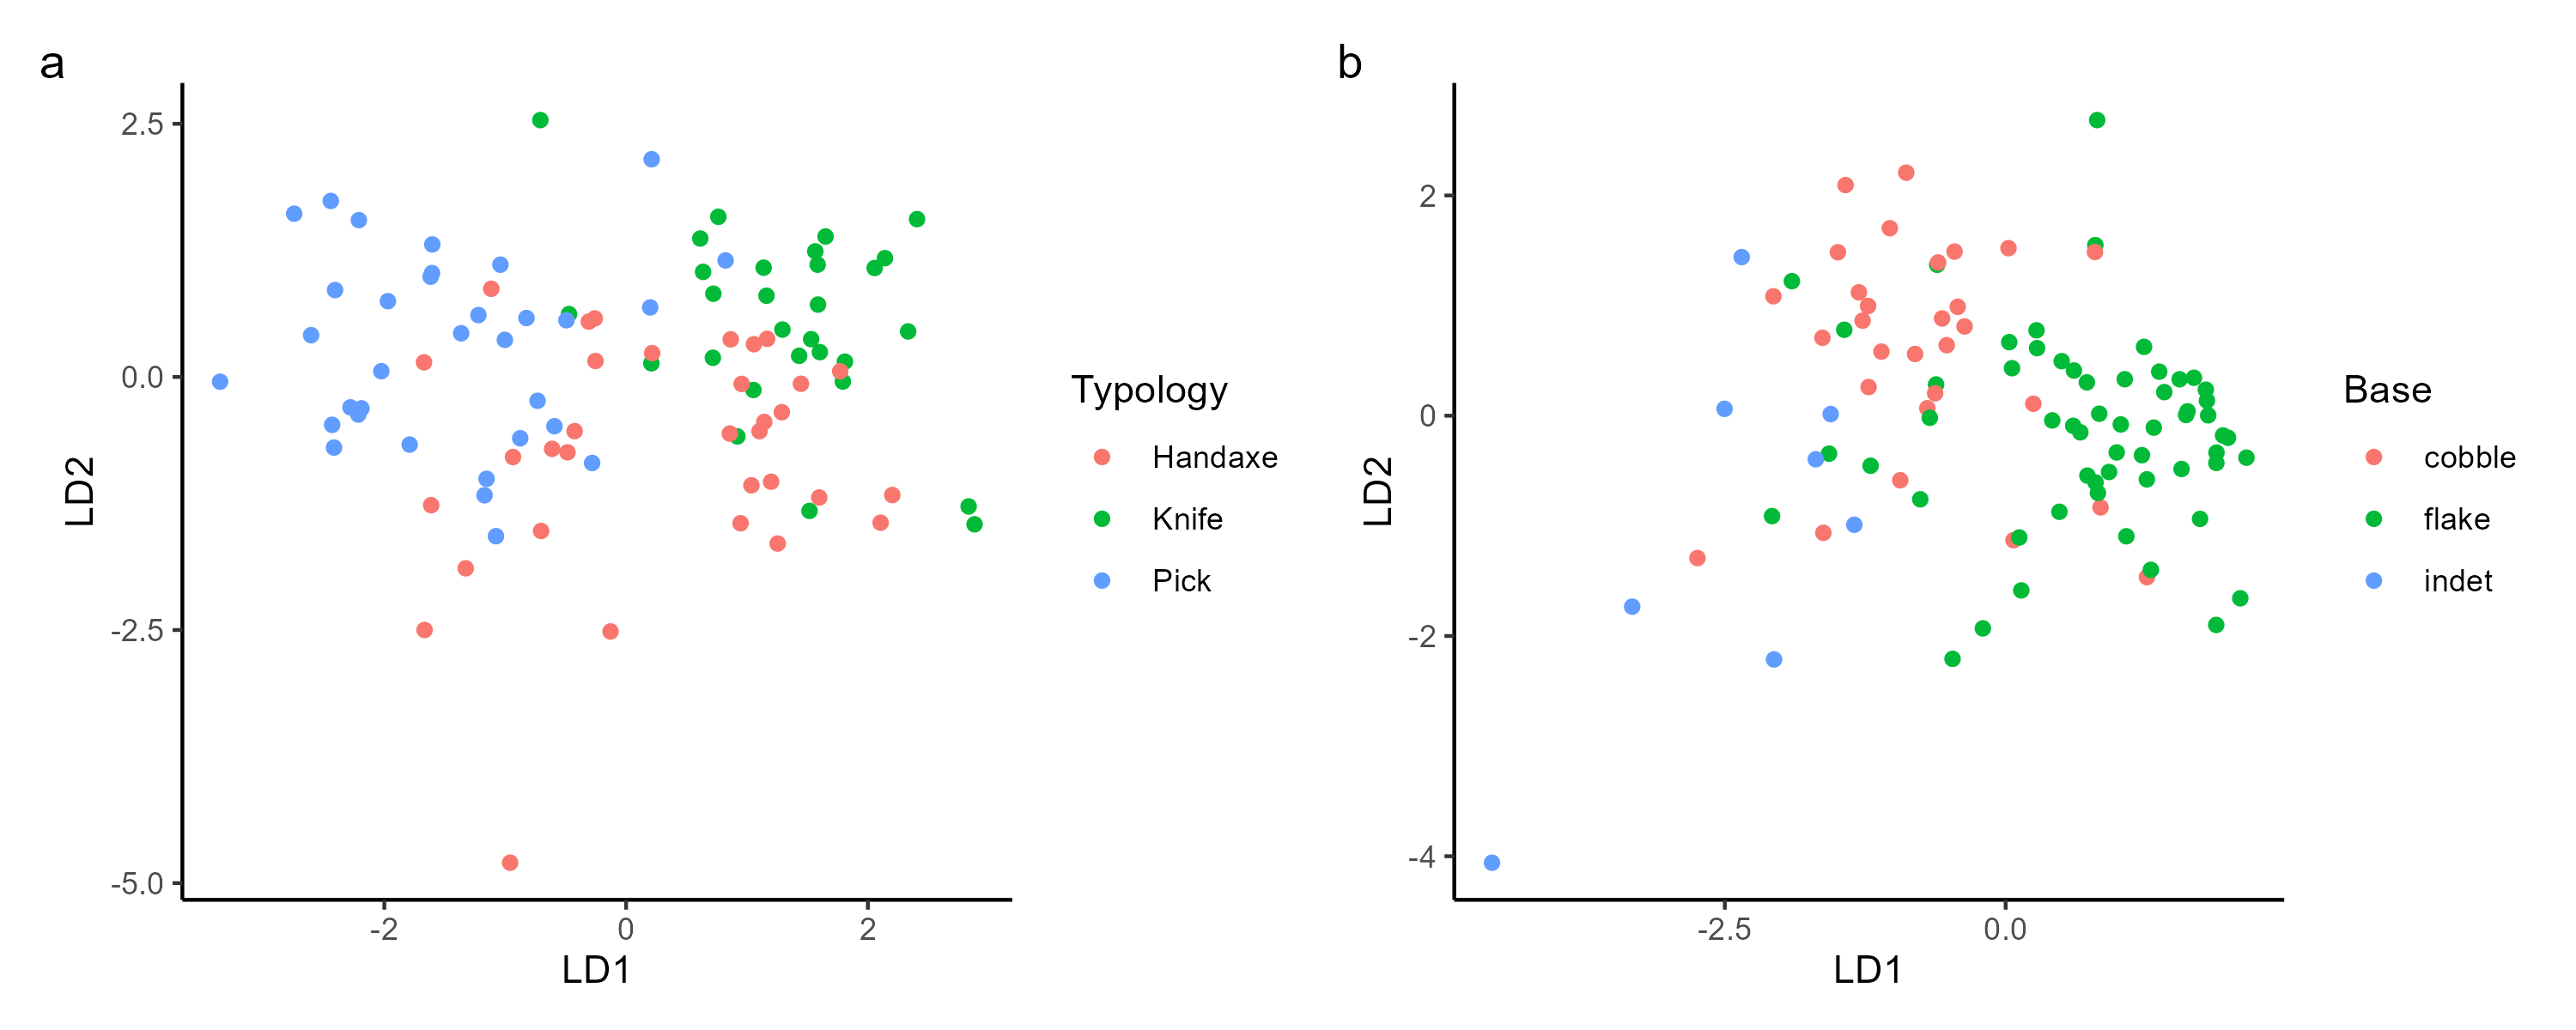 a
2.5
0.0
-2.5
-5.0
LD2
-2
0
2
LD1
Typology
Handaxe
Knife
Pick
b
2
0
-2
-4
LD2
-2.5
0.0
LD1
Base
cobble
flake
indet